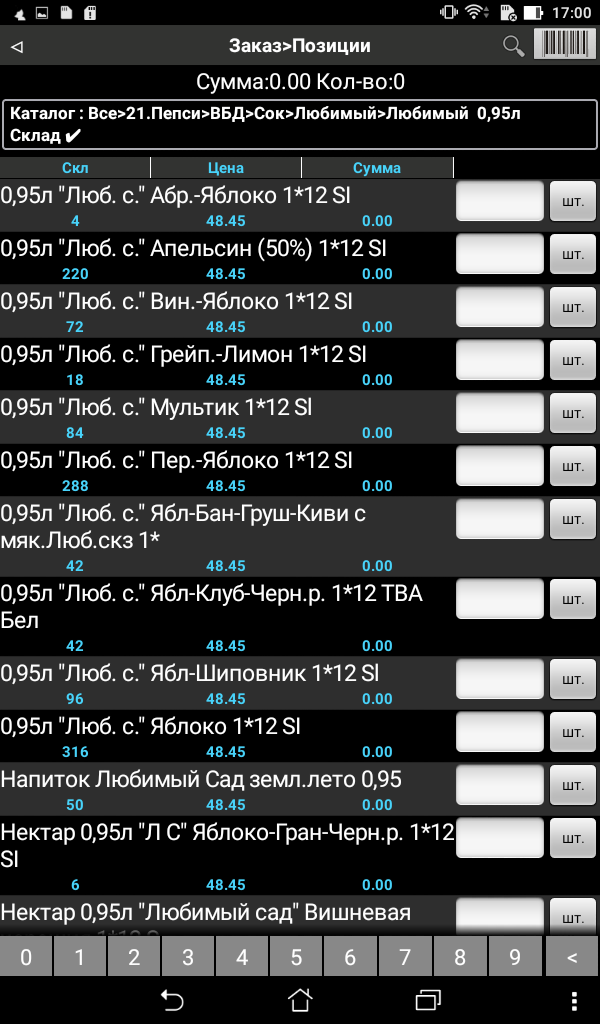 17:00
Заказ>Позиции
Сумма:0.00 Кол-во:0
Каталог : Все>21.Пепси>ВБД>Сок>Любимый>Любимый 0,95л
Склад ✔
Скл Цена Сумма
0,95л "Люб. с." Абр.-Яблоко 1*12 Sl
шт.
4 48.45 0.00
0,95л "Люб. с." Апельсин (50%) 1*12 Sl
шт.
220 48.45 0.00
0,95л "Люб. с." Вин.-Яблоко 1*12 Sl
шт.
72 48.45 0.00
0,95л "Люб. с." Грейп.-Лимон 1*12 Sl
шт.
18 48.45 0.00
0,95л "Люб. с." Мультик 1*12 Sl
шт.
84 48.45 0.00
0,95л "Люб. с." Пер.-Яблоко 1*12 Sl
шт.
288 48.45 0.00
0,95л "Люб. с." Ябл-Бан-Груш-Киви с
шт.
мяк.Люб.скз 1*
42 48.45 0.00
0,95л "Люб. с." Ябл-Клуб-Черн.р. 1*12 TBA
шт.
Бел
42 48.45 0.00
0,95л "Люб. с." Ябл-Шиповник 1*12 Sl
шт.
96 48.45 0.00
0,95л "Люб. с." Яблоко 1*12 Sl
шт.
316 48.45 0.00
Напиток Любимый Сад земл.лето 0,95
шт.
50 48.45 0.00
Нектар 0,95л "Л С" Яблоко-Гран-Черн.р. 1*12
шт.
Sl
6 48.45 0.00
Нектар 0,95л "Любимый сад" Вишневая
шт.
0 1 2 3 4 5 6 7 8 9 <